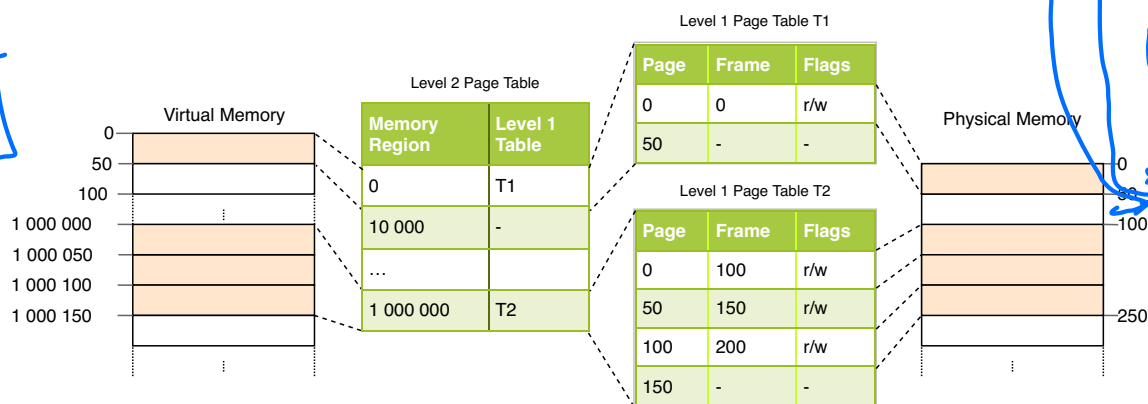 Level 1 Page Table T1
Page Frame Flags
0 0 r/w
50 - -
Level 2 Page Table
Memory Region Level 1 Table
0 T1
10 000 -
...
1 000 000 T2
Virtual Memory
0
50
100
1 000 000
1 000 050
1 000 100
1 000 150
Level 1 Page Table T2
Page Frame Flags
0 100 r/w
50 150 r/w
100 200 r/w
150 - -
Physical Memory
0
50
100
250